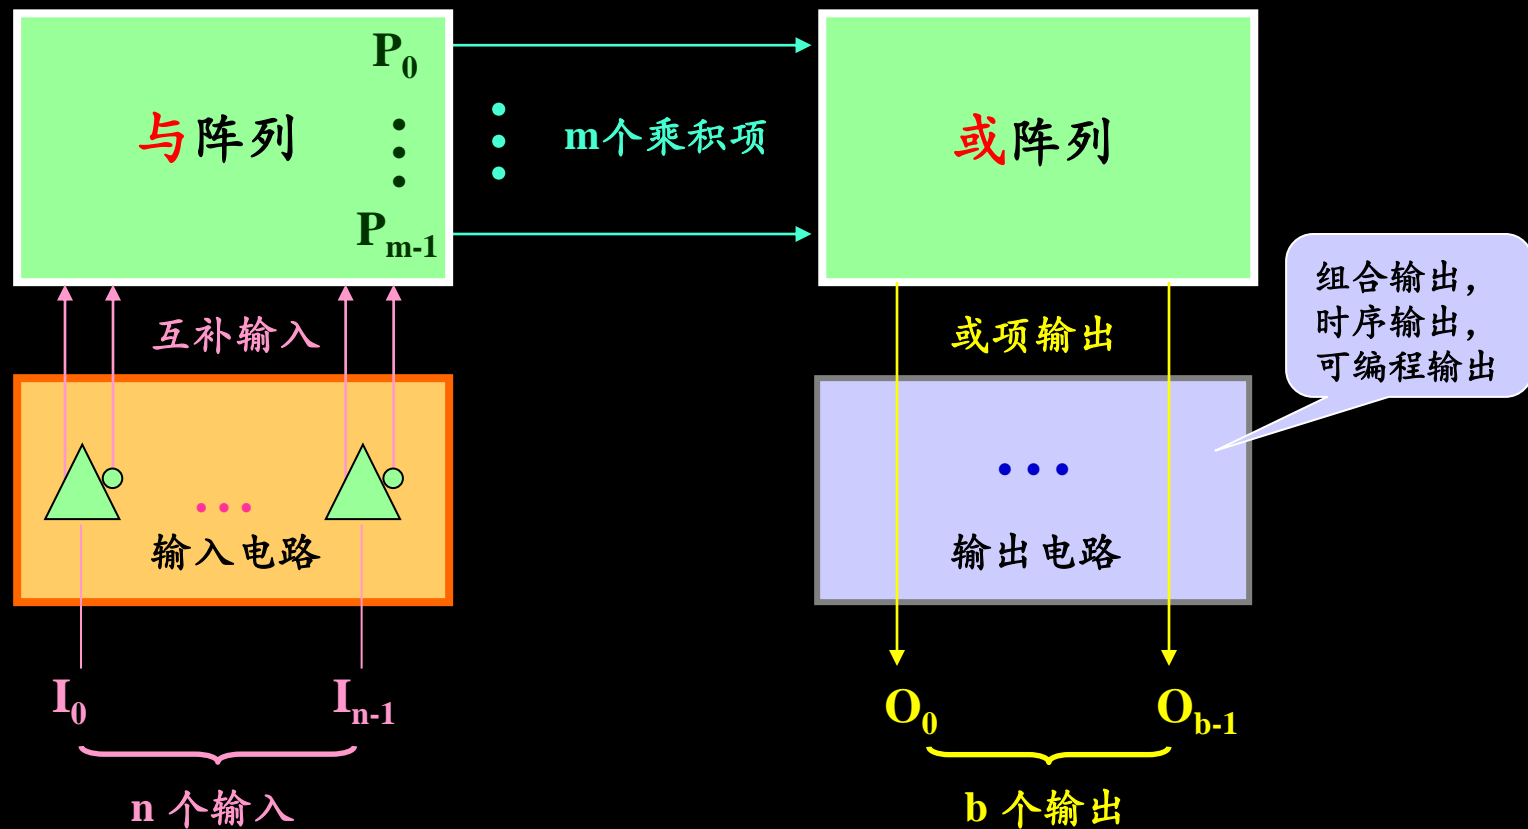 P0
与阵列
Pm-1
m个乘积项
或阵列
互补输入
或项输出
组合输出，
时序输出，
可编程输出
输入电路
输出电路
I0
In-1
O0
Ob-1
n 个输入
b 个输出